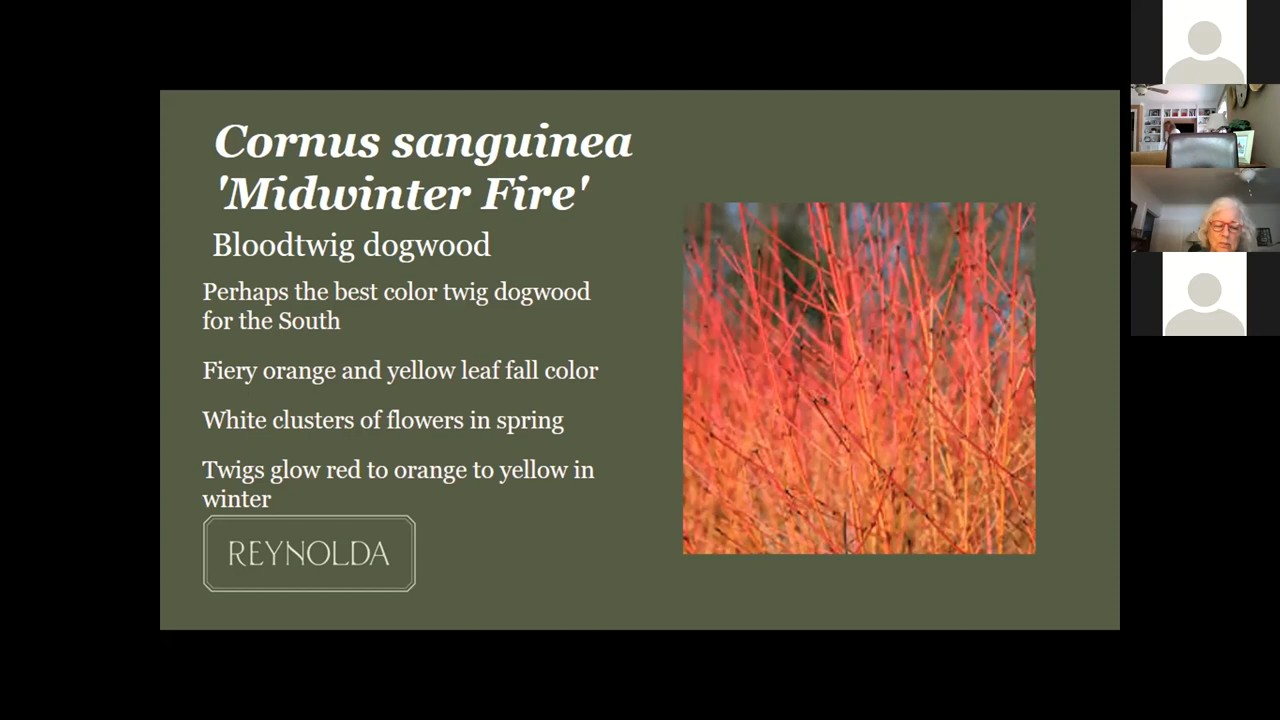 Cornus sanguinea
'Midwinter Fire'
Bloodtwig dogwood
Perhaps the best color twig dogwood
for the South
Fiery orange and yellow leaf fall color
White clusters of flowers in spring
Twigs glow red to orange to yellow in
winter
REYNOLDA